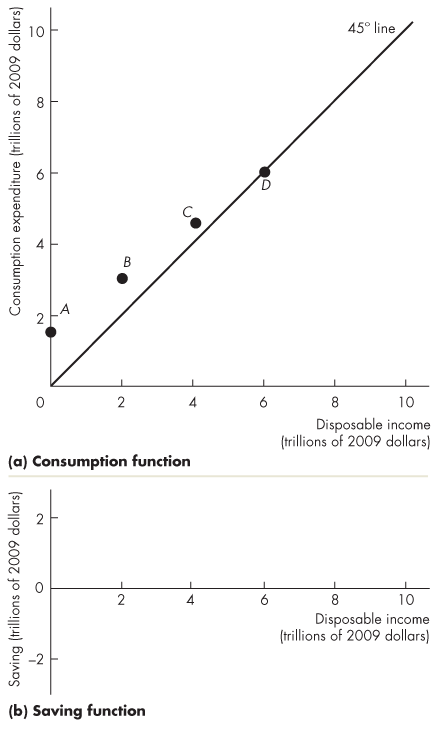 Consumption expenditure (trillions of 2009 dollars)
10
8
6
4
2
0
2
4
6
8
10
45° line
A
B
C
D
Disposable income
(trillions of 2009 dollars)
(a) Consumption function
Saving (trillions of 2009 dollars)
2
0
–2
2
4
6
8
10
Disposable income
(trillions of 2009 dollars)
(b) Saving function